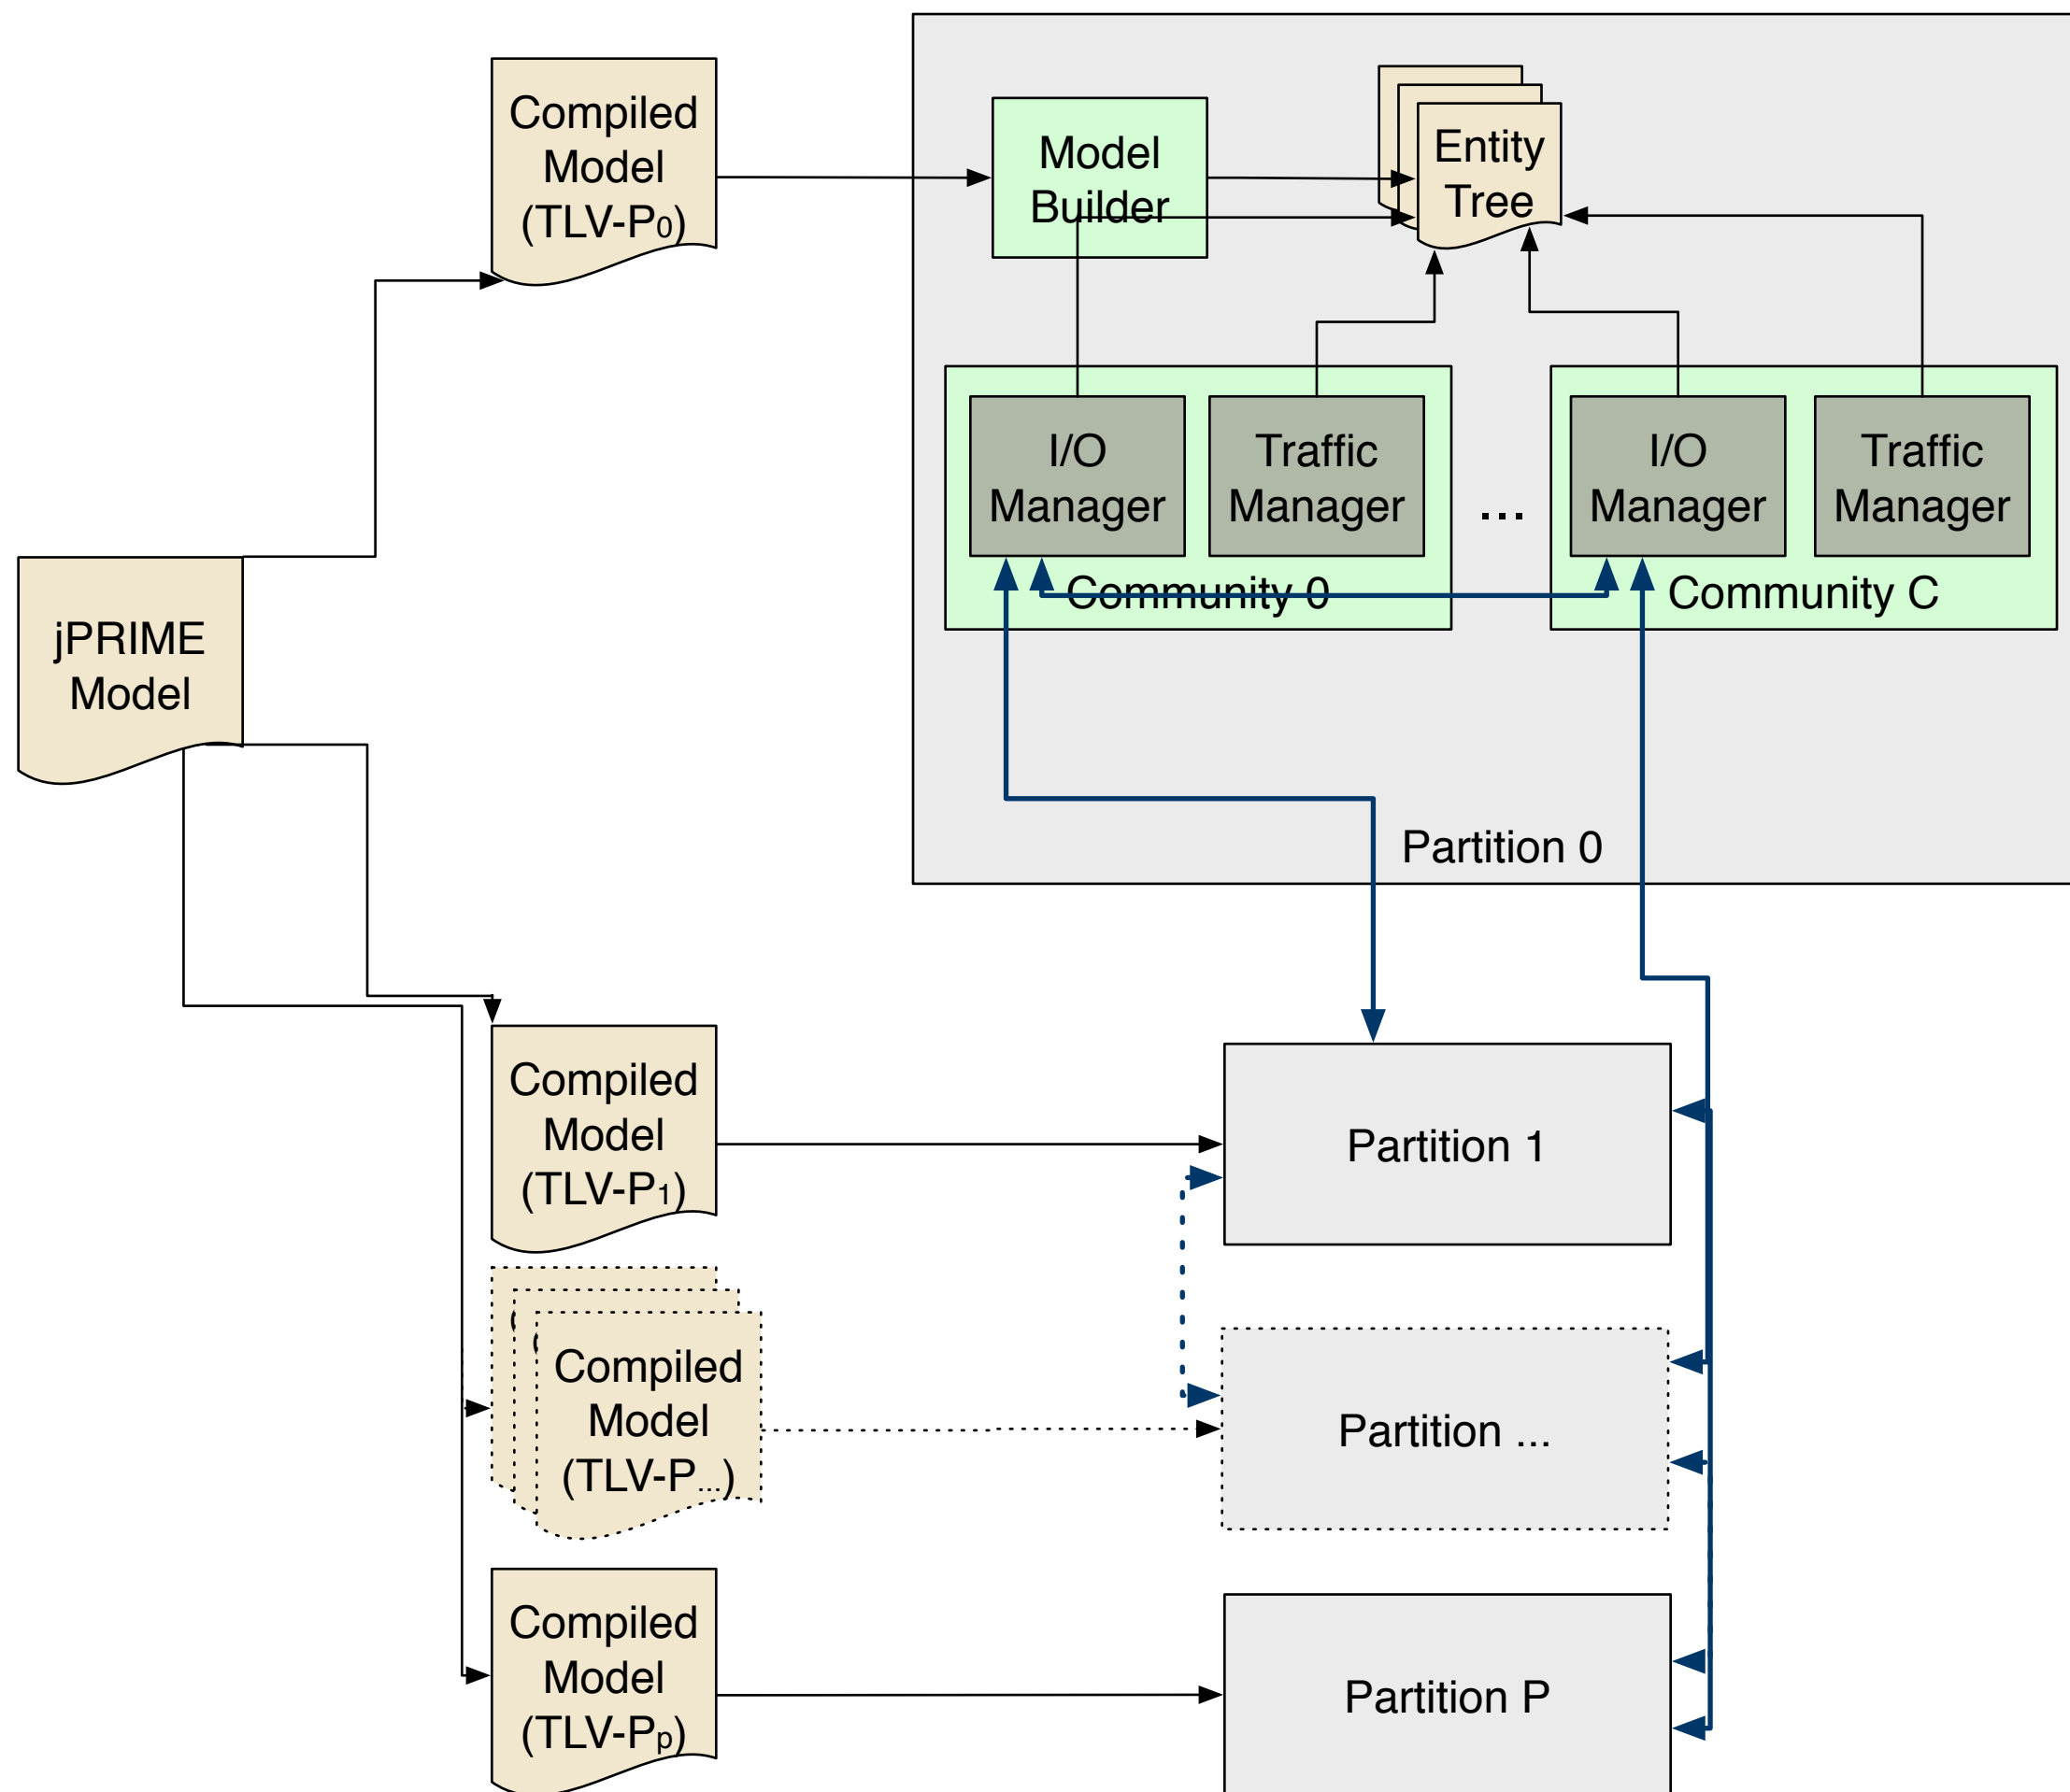 Compiled
Model
(TLV-P0)
Model
Builder
Entity
Tree
I/O
Manager
Traffic
Manager
...
I/O
Manager
Traffic
Manager
Community 0
Community C
jPRIME
Model
Partition 0
Compiled
Model
(TLV-P1)
Partition 1
Compiled
Model
(TLV-P...)
Partition ...
Compiled
Model
(TLV-Pp)
Partition P